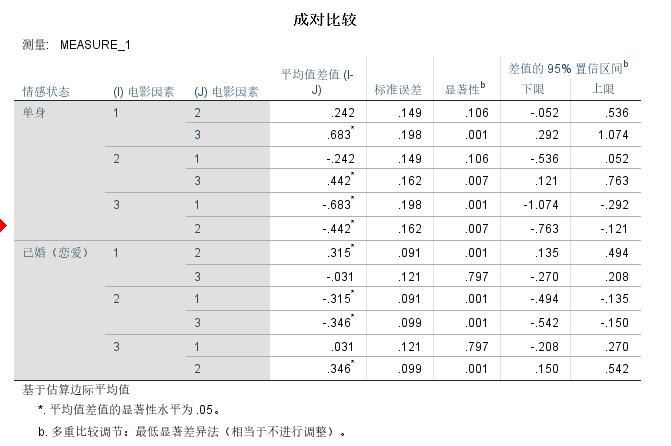 成对比较
测量: MEASURE_1
差值的 95% 置信区间b
情感状态 (I) 电影因素 (J) 电影因素 平均值差值 (I-J) 标准误差 显著性b 下限 上限
单身 1 2 .242 .149 .106 -.052 .536
3 .683* .198 .001 .292 1.074
2 1 -.242 .149 .106 -.536 .052
3 .442* .162 .007 .121 .763
3 1 -.683* .198 .001 -1.074 -.292
2 -.442* .162 .007 -.763 -.121
已婚（恋爱） 1 2 .315* .091 .001 .135 .494
3 -.031 .121 .797 -.270 .208
2 1 -.315* .091 .001 -.494 -.135
3 -.346* .099 .001 -.542 -.150
3 1 .031 .121 .797 -.208 .270
2 .346* .099 .001 .150 .542
基于估算边际平均值
*. 平均值差值的显著性水平为 .05。
b. 多重比较调节：最低显著差异法（相当于不进行调整）。